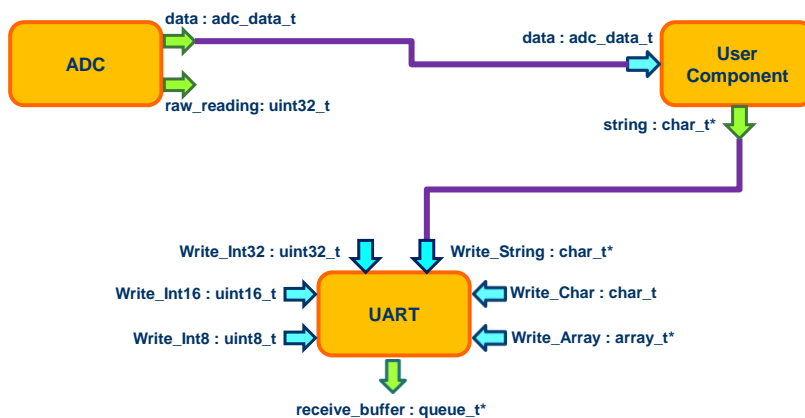 data : adc_data_t
ADC
raw_reading: uint32_t
data : adc_data_t
User
Component
string : char_t*
Write_Int32 : uint32_t
Write_String : char_t*
Write_Int16 : uint16_t
Write_Char : char_t
UART
Write_Int8 : uint8_t
Write_Array : array_t*
receive_buffer : queue_t*